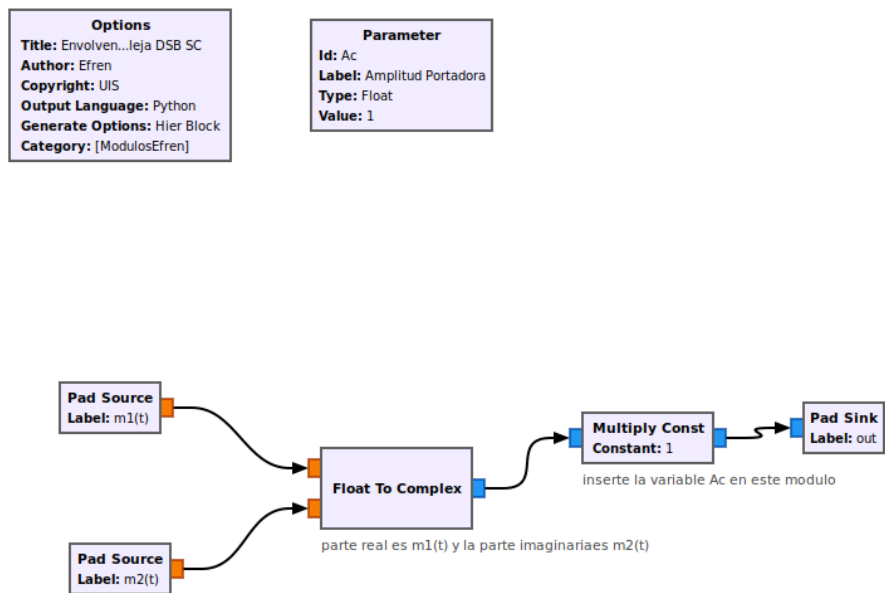 Options
Title: Envolven...leja DSB SC
Author: Efren
Copyright: UIS
Output Language: Python
Generate Options: Hier Block
Category: [ModulosEfren]
Parameter
Id: Ac
Label: Amplitud Portadora
Type: Float
Value: 1
Pad Source
Label: m1(t)
Float To Complex
parte real es m1(t) y la parte imaginariaes m2(t)
Multiply Const
Constant: 1
inserte la variable Ac en este modulo
Pad Sink
Label: out
Pad Source
Label: m2(t)